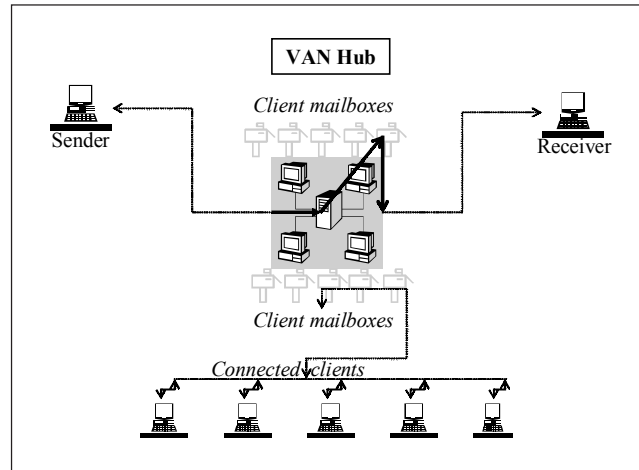 VAN Hub
Client mailboxes
Sender
Receiver
Client mailboxes
Connected clients